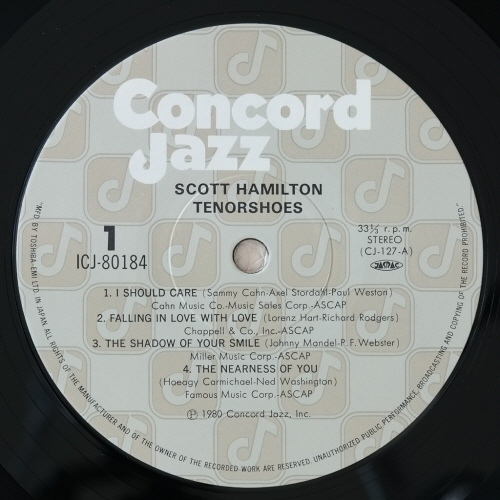 Concord
Jazz
SCOTT HAMILTON
TENORSHOES
1
ICJ-80184
33⅓ r.p.m.
STEREO
(CJ-127-A)
1. I SHOULD CARE (Sammy Cahn-Axel Stordahl-Paul Weston)
Cahn Music Co.-Music Sales Corp.-ASCAP
2. FALLING IN LOVE WITH LOVE (Lorenz Hart-Richard Rodgers)
Chappell & Co., Inc.-ASCAP
3. THE SHADOW OF YOUR SMILE (Johnny Mandel-P.F. Webster)
Miller Music Corp.-ASCAP
4. THE NEARNESS OF YOU
(Hoeagy Carmichael-Ned Washington)
Famous Music Corp.-ASCAP
Ⓟ 1980 Concord Jazz, Inc.
"MF'D BY TOSHIBA-EMI LTD IN JAPAN ALL RIGHTS OF THE MANUFACTURER AND OF THE OWNER OF THE RECORDED WORK ARE RESERVED. UNAUTHORIZED PUBLIC PERFORMANCE, BROADCASTING AND COPYING OF THE RECORD PROHIBITED."